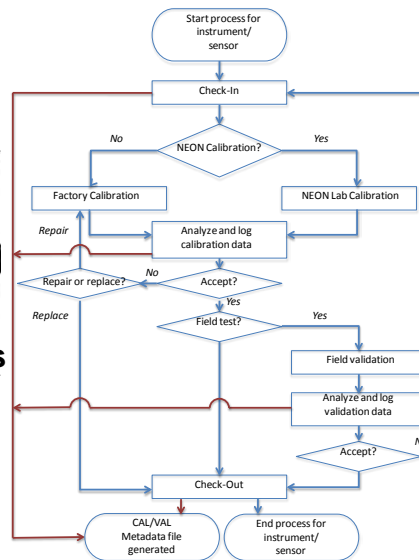 Start process for
instrument/
sensor
Check-In
NEON Calibration?
No
Yes
Factory Calibration
NEON Lab Calibration
Repair
Analyze and log
calibration data
Repair or replace?
No
Accept?
Yes
Replace
Field test?
Yes
Field validation
s
Analyze and log
validation data
Accept?
Check-Out
CAL/VAL
Metadata file
generated
End process for
instrument/
sensor